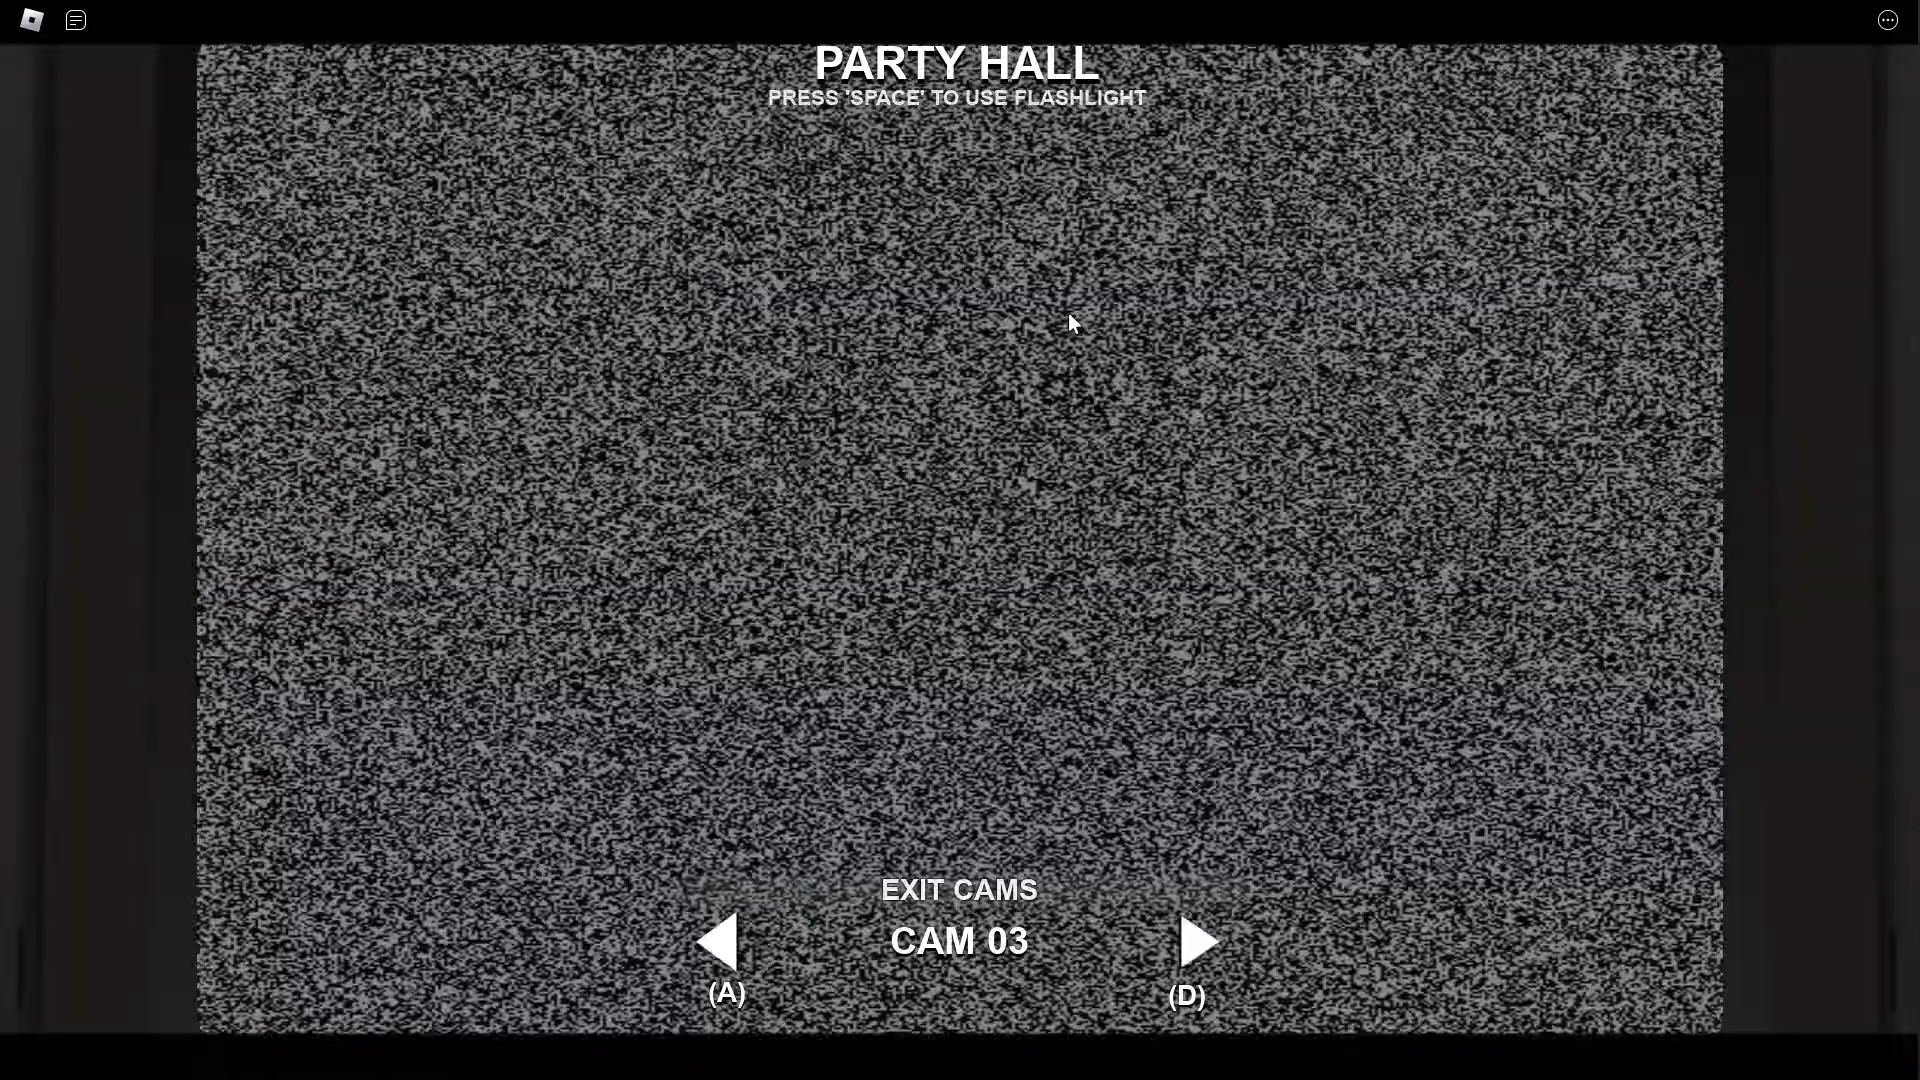 PARTY HALL
PRESS 'SPACE' TO USE FLASHLIGHT
EXIT CAMS
CAM 03
(A)
(D)